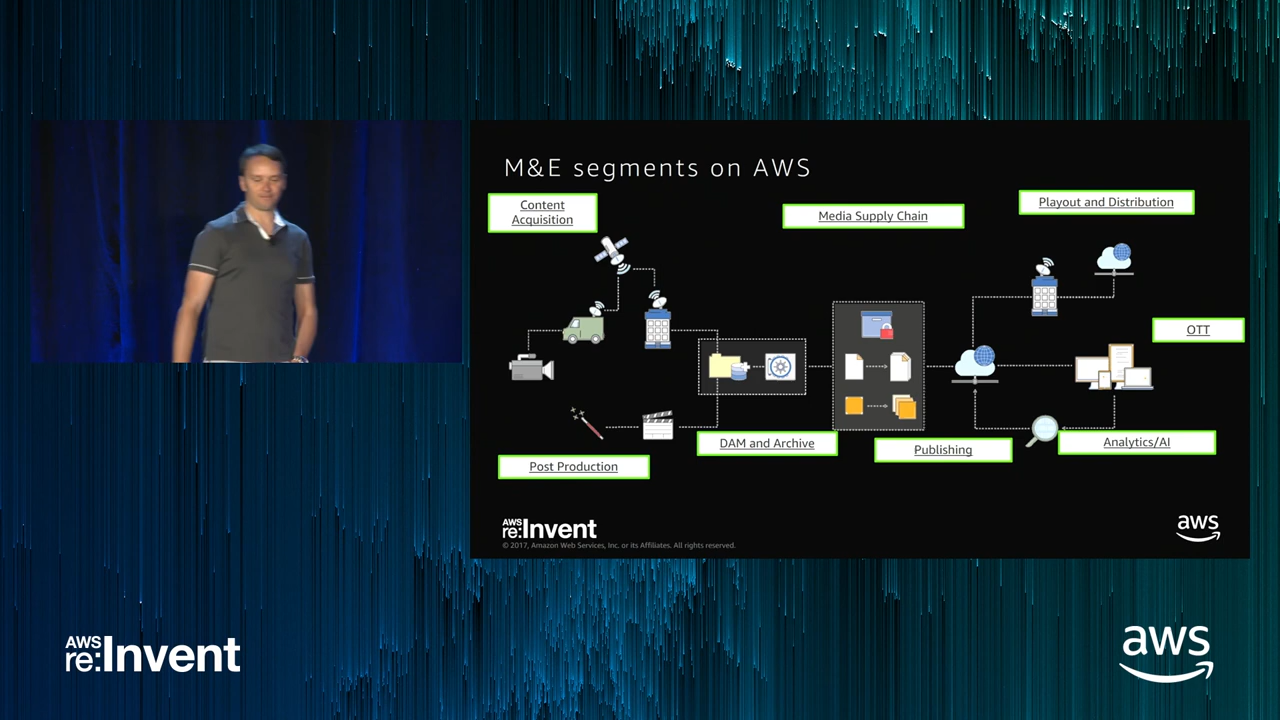 M&E segments on AWS
Content
Acquisition
Media Supply Chain
Playout and Distribution
OTT
DAM and Archive
Publishing
Analytics/AI
Post Production
AWS
re:Invent
© 2017, Amazon Web Services, Inc. or its Affiliates. All rights reserved.
aws
AWS
re:Invent
aws